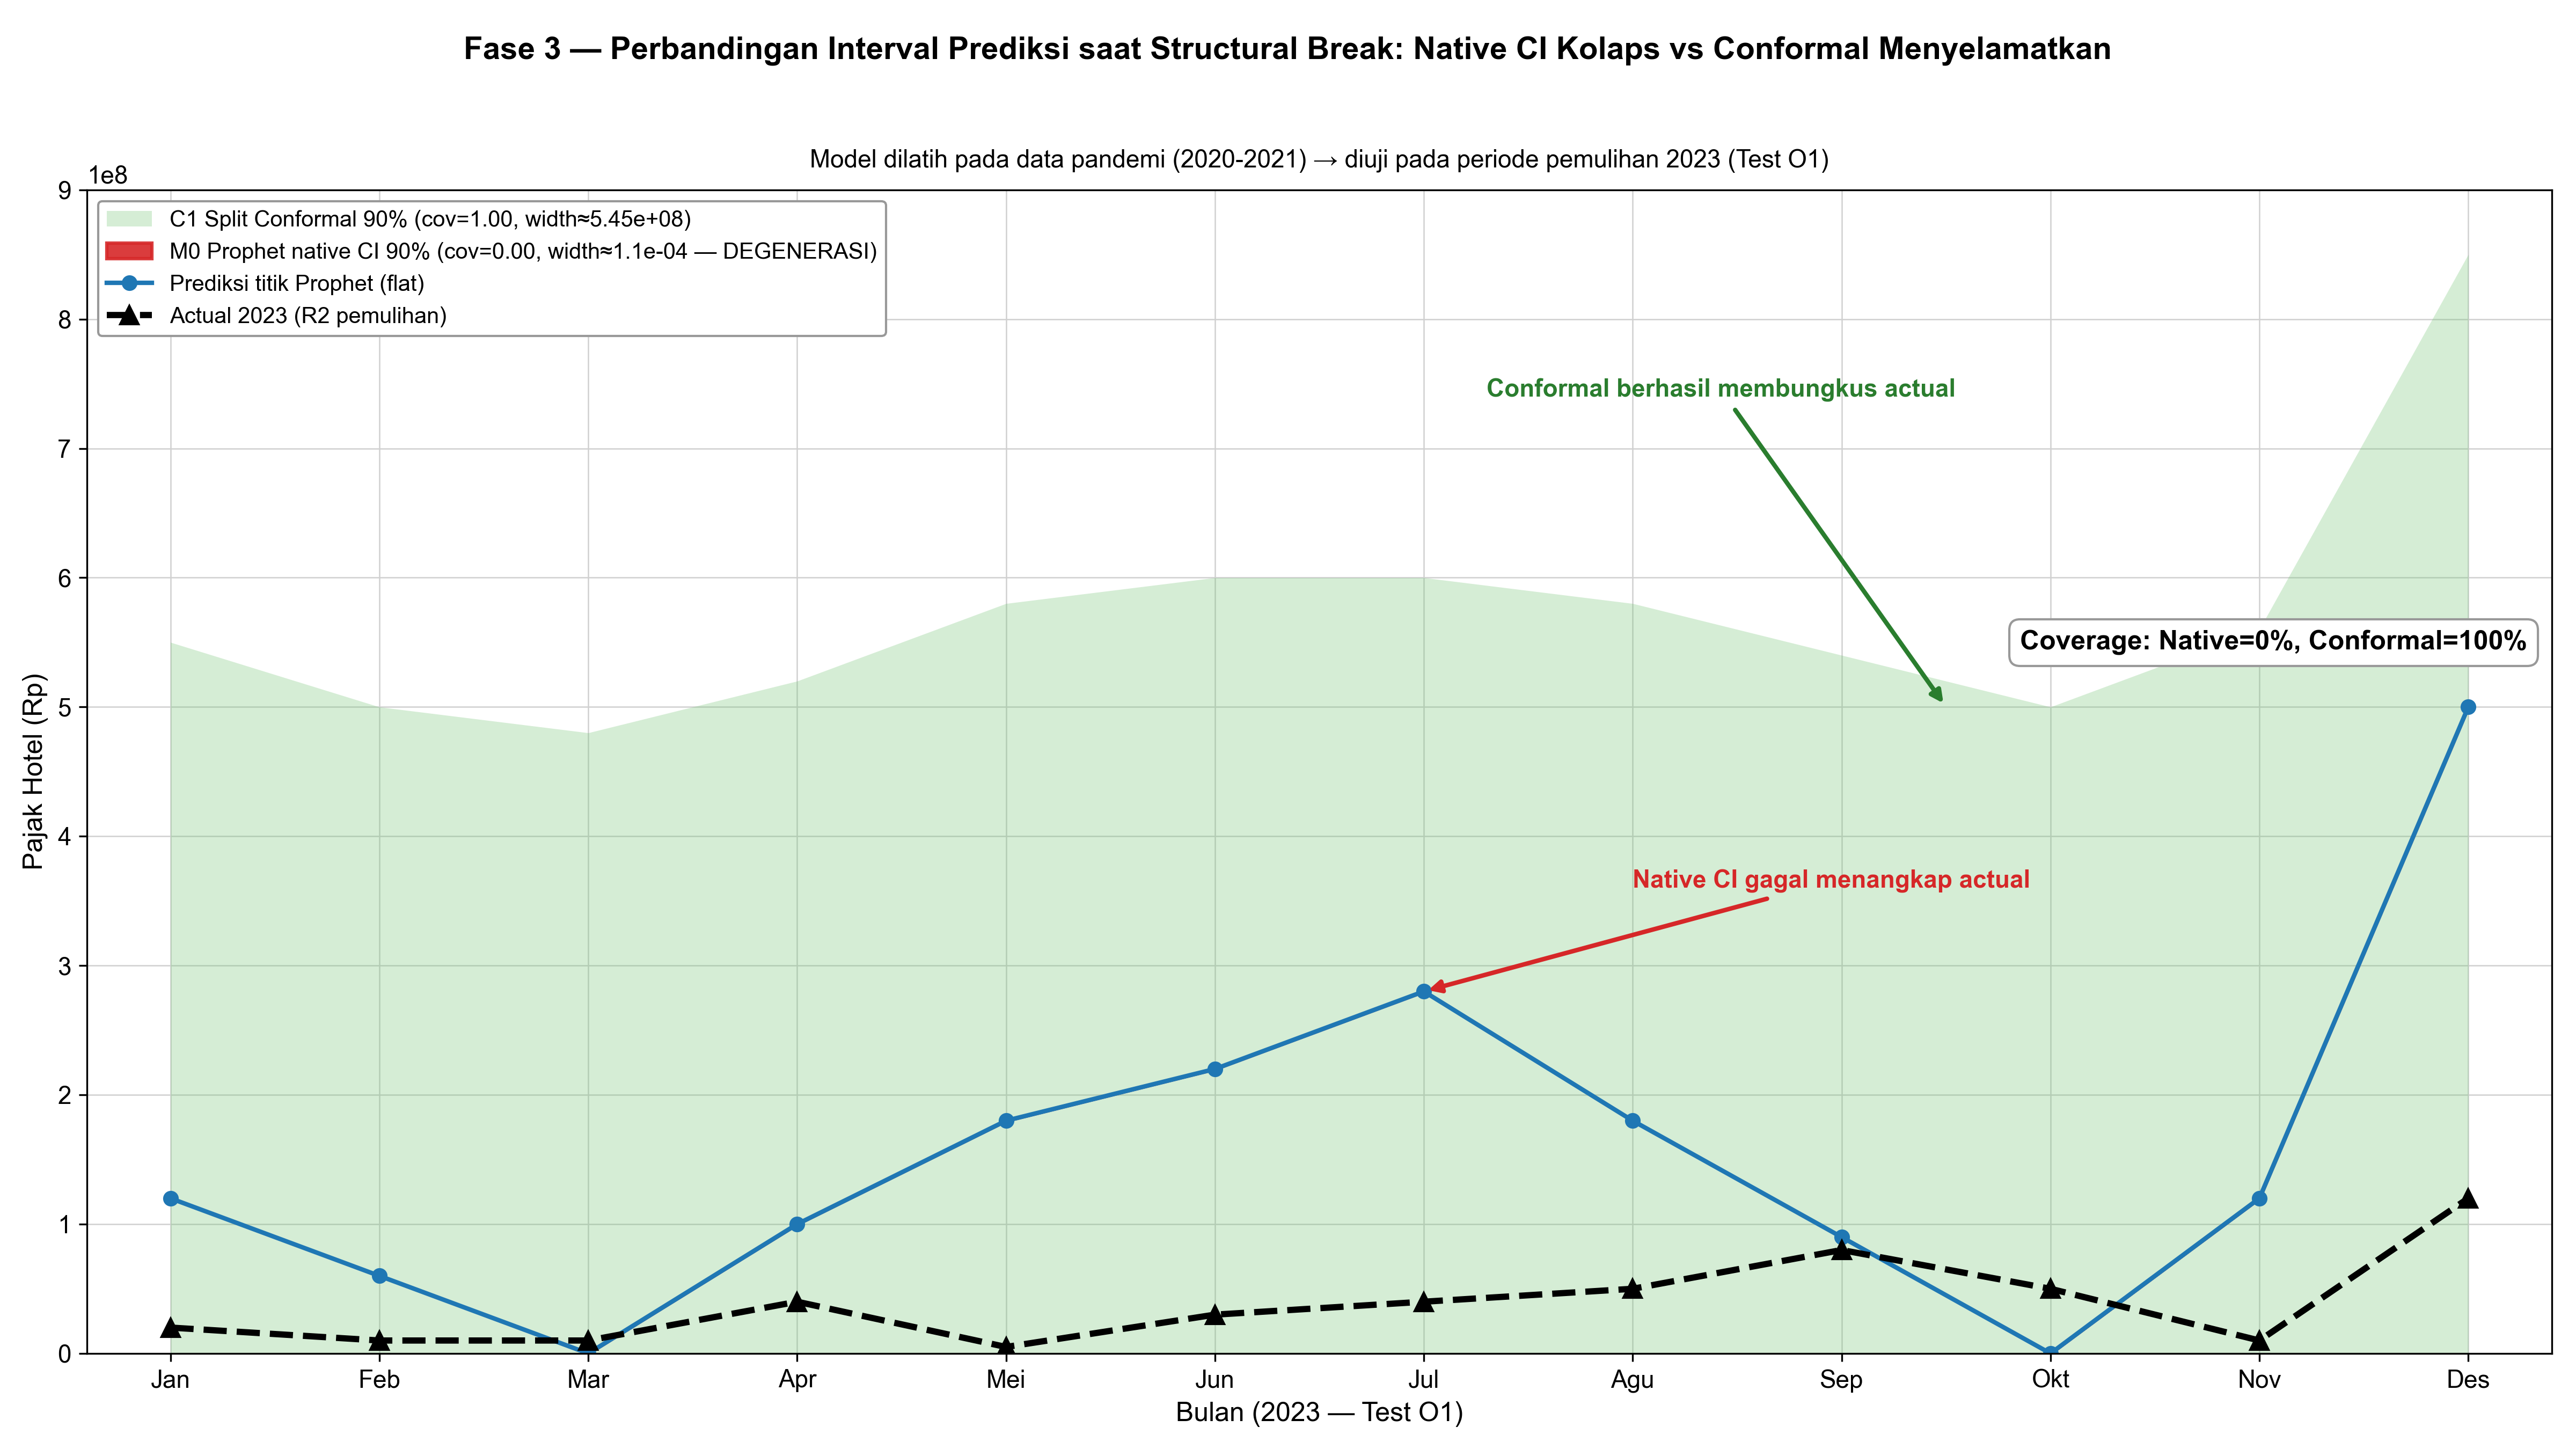 Fase 3 — Perbandingan Interval Prediksi saat Structural Break: Native CI Kolaps vs Conformal Menyelamatkan
Model dilatih pada data pandemi (2020-2021) → diuji pada periode pemulihan 2023 (Test O1)
1e8
C1 Split Conformal 90% (cov=1.00, width≈5.45e+08)
M0 Prophet native CI 90% (cov=0.00, width≈1.1e-04 — DEGENERASI)
Prediksi titik Prophet (flat)
Actual 2023 (R2 pemulihan)
Conformal berhasil membungkus actual
Coverage: Native=0%, Conformal=100%
Native CI gagal menangkap actual
Pajak Hotel (Rp)
9
8
7
6
5
4
3
2
1
0
Jan Feb Mar Apr Mei Jun Jul Agu Sep Okt Nov Des
Bulan (2023 — Test O1)